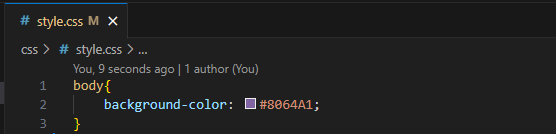 # style.css M ×
css > # style.css > ...
You, 9 seconds ago | 1 author (You)
1 body{
2 background-color: #8064A1;
3 }